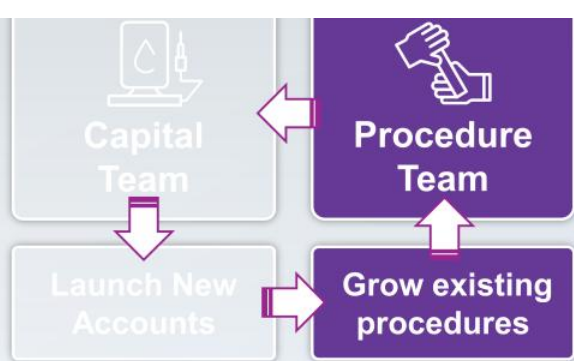 Capital
Team
Procedure
Team
Launch New
Accounts
Grow existing
procedures